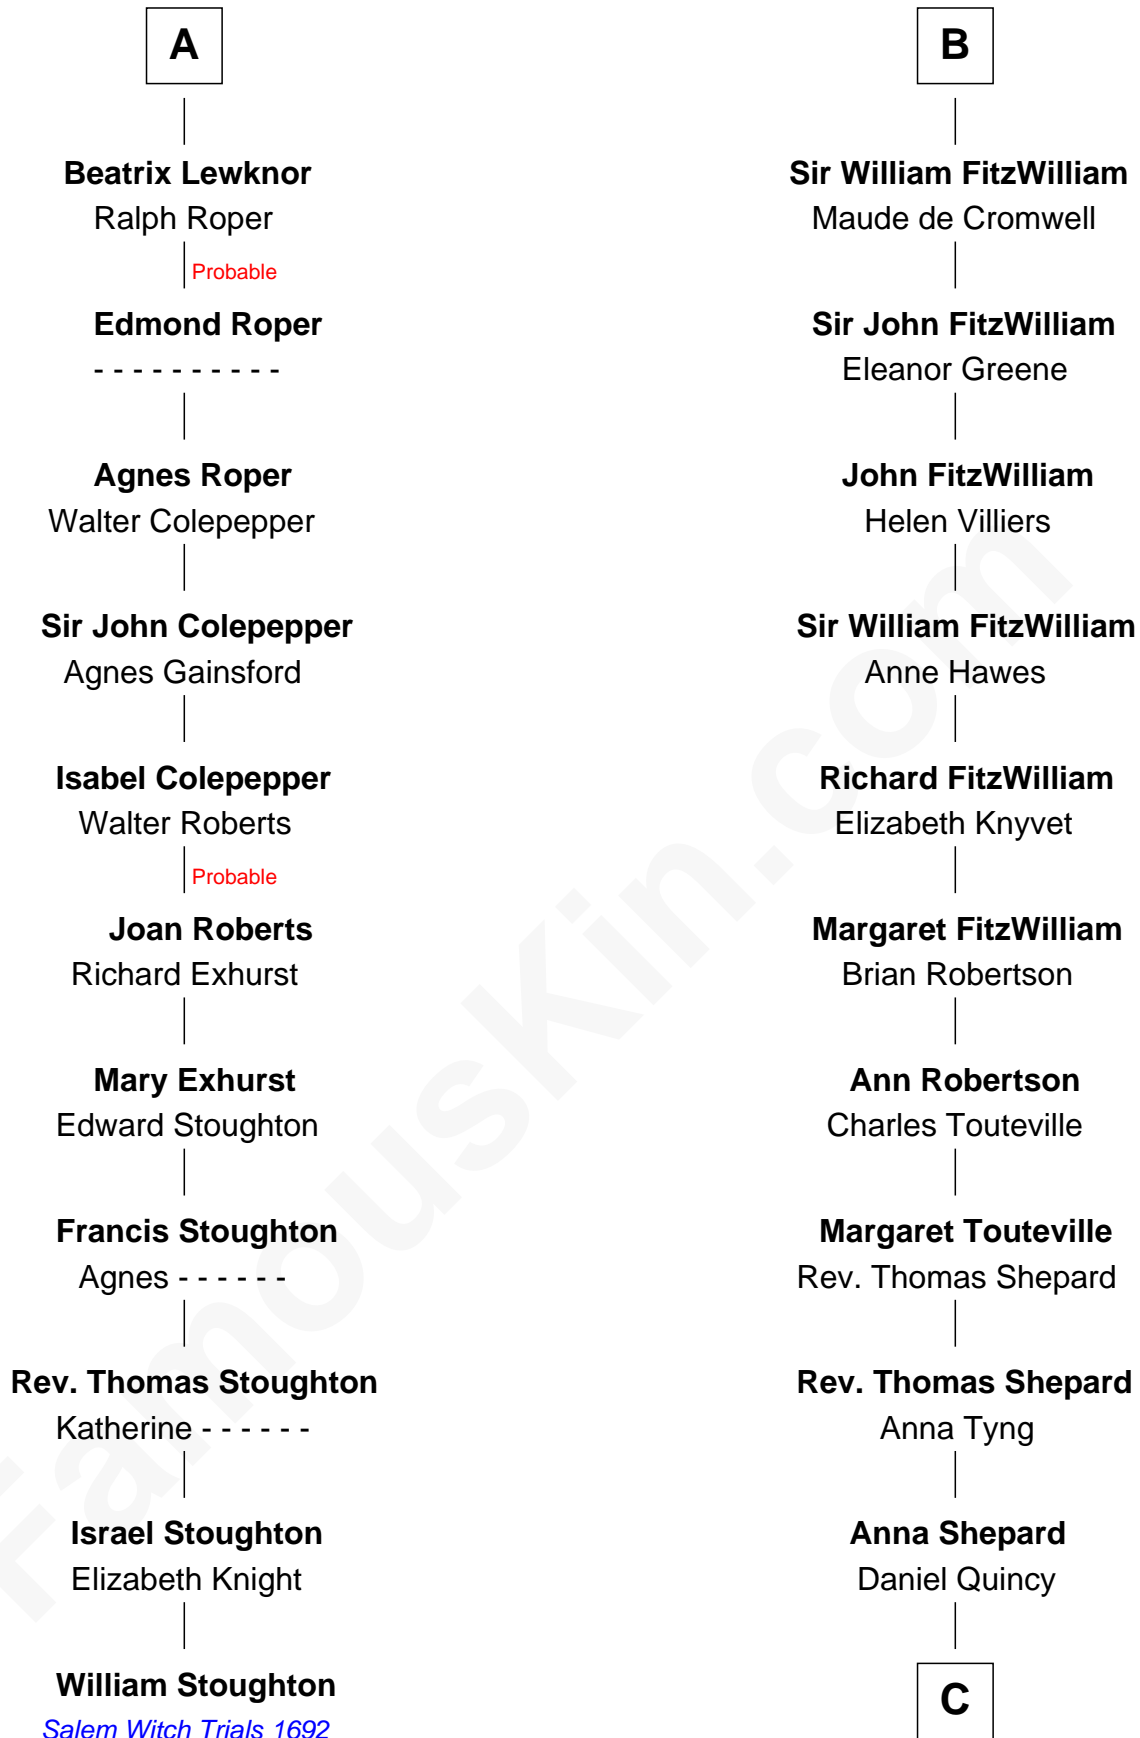 A
Beatrix Lewknor
Ralph Roper
Probable
Edmond Roper
- - - - - - - - - -
Agnes Roper
Walter Colepepper
Sir John Colepepper
Agnes Gainsford
Isabel Colepepper
Walter Roberts
Probable
Joan Roberts
Richard Exhurst
Mary Exhurst
Edward Stoughton
Francis Stoughton
Agnes - - - - - -
Rev. Thomas Stoughton
Katherine - - - - - -
Israel Stoughton
Elizabeth Knight
William Stoughton
Salem Witch Trials 1692
B
Sir William FitzWilliam
Maude de Cromwell
Sir John FitzWilliam
Eleanor Greene
John FitzWilliam
Helen Villiers
Sir William FitzWilliam
Anne Hawes
Richard FitzWilliam
Elizabeth Knyvet
Margaret FitzWilliam
Brian Robertson
Ann Robertson
Charles Touteville
Margaret Touteville
Rev. Thomas Shepard
Rev. Thomas Shepard
Anna Tyng
Anna Shepard
Daniel Quincy
C
FamousKin.com